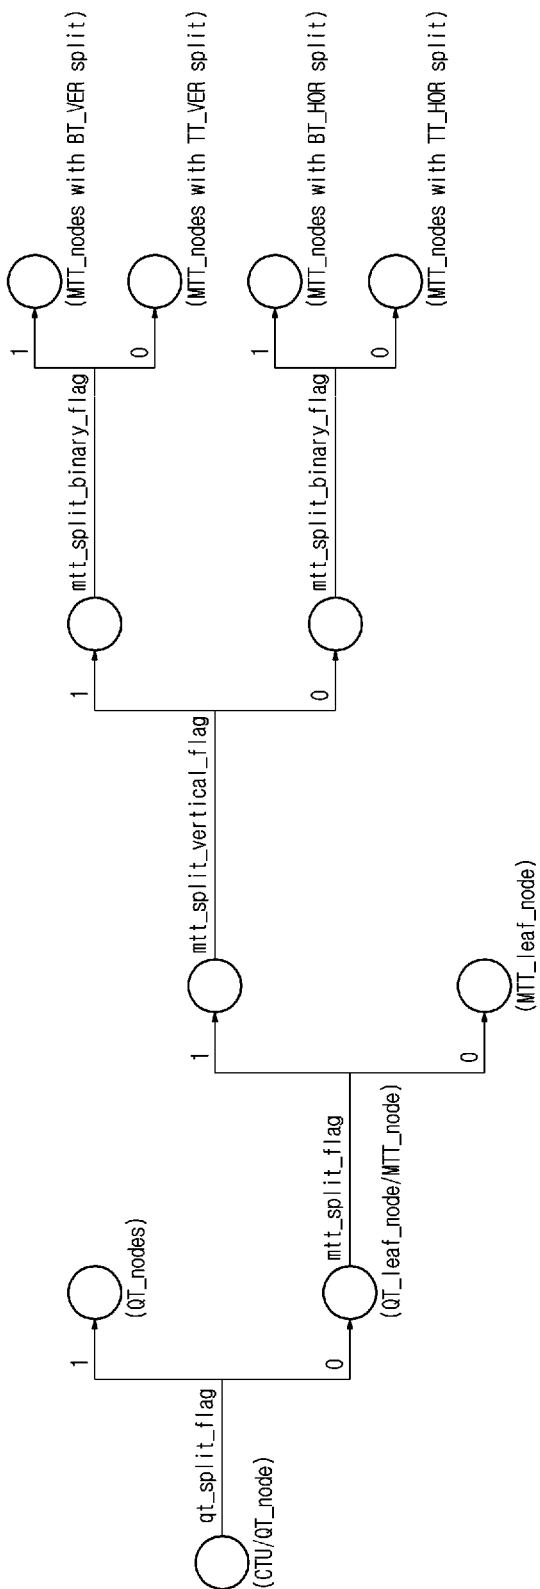 (CTU/QT_node)
qt_split_flag
1
(QT_nodes)
0
(QT_leaf_node/MTT_node)
mtt_split_flag
1
0
(MTT_leaf_node)
mtt_split_vertical_flag
1
mtt_split_binary_flag
1
(MTT_nodes with BT_VER split)
0
(MTT_nodes with TT_VER split)
0
mtt_split_binary_flag
1
(MTT_nodes with BT_HOR split)
0
(MTT_nodes with TT_HOR split)